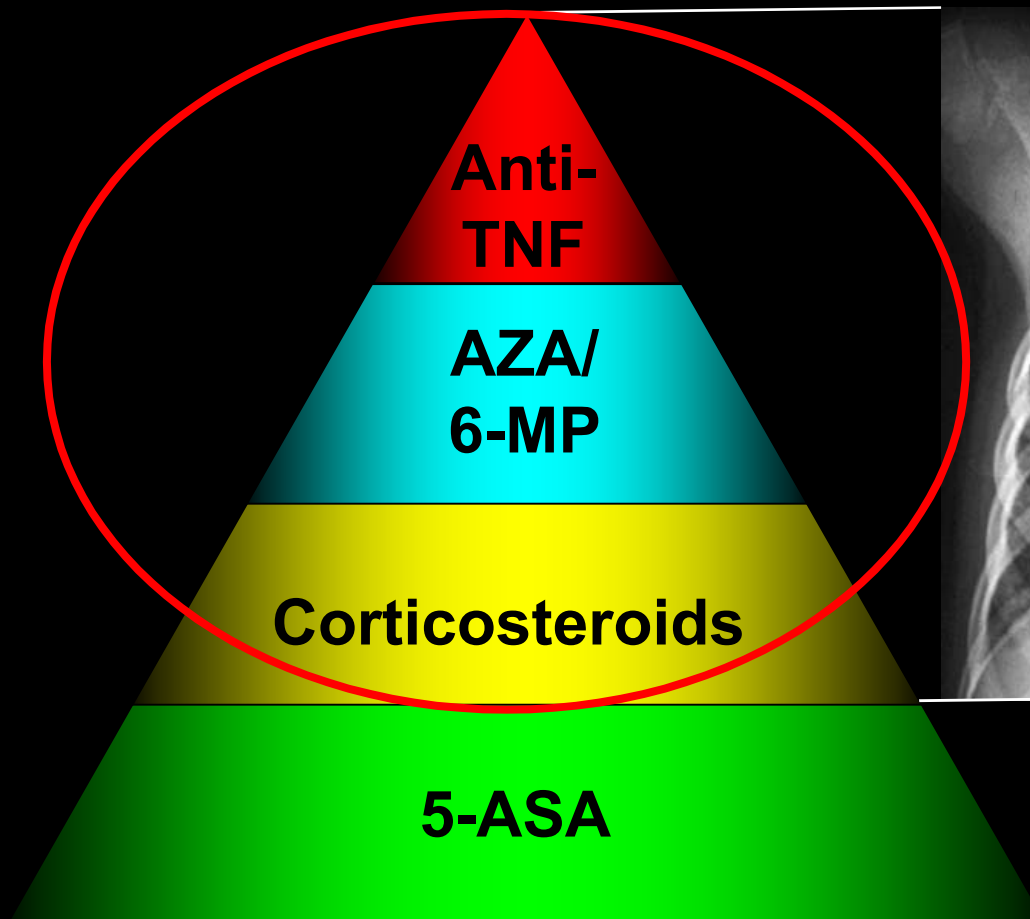 Anti-
TNF
AZA/
6-MP
Corticosteroids
5-ASA